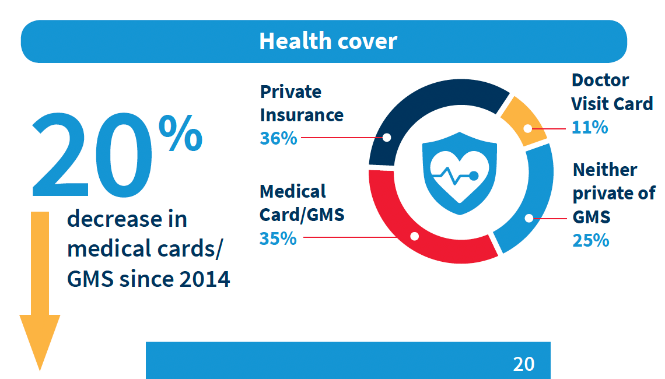 Health cover
20%
decrease in
medical cards/
GMS since 2014
Private
Insurance
36%
Medical
Card/GMS
35%
Doctor
Visit Card
11%
Neither
private of
GMS
25%
20